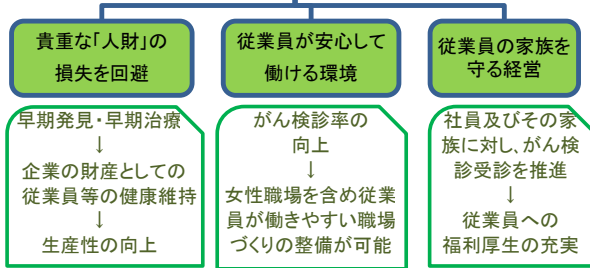 貴重な「人財」の
損失を回避
早期発見・早期治療
↓
企業の財産としての
従業員等の健康維持
↓
生産性の向上
従業員が安心して
働ける環境
がん検診率の
向上
↓
女性職場を含め従業
員が働きやすい職場
づくりの整備が可能
従業員の家族を
守る経営
社員及びその家
族に対し、がん検
診受診を推進
↓
従業員への
福利厚生の充実